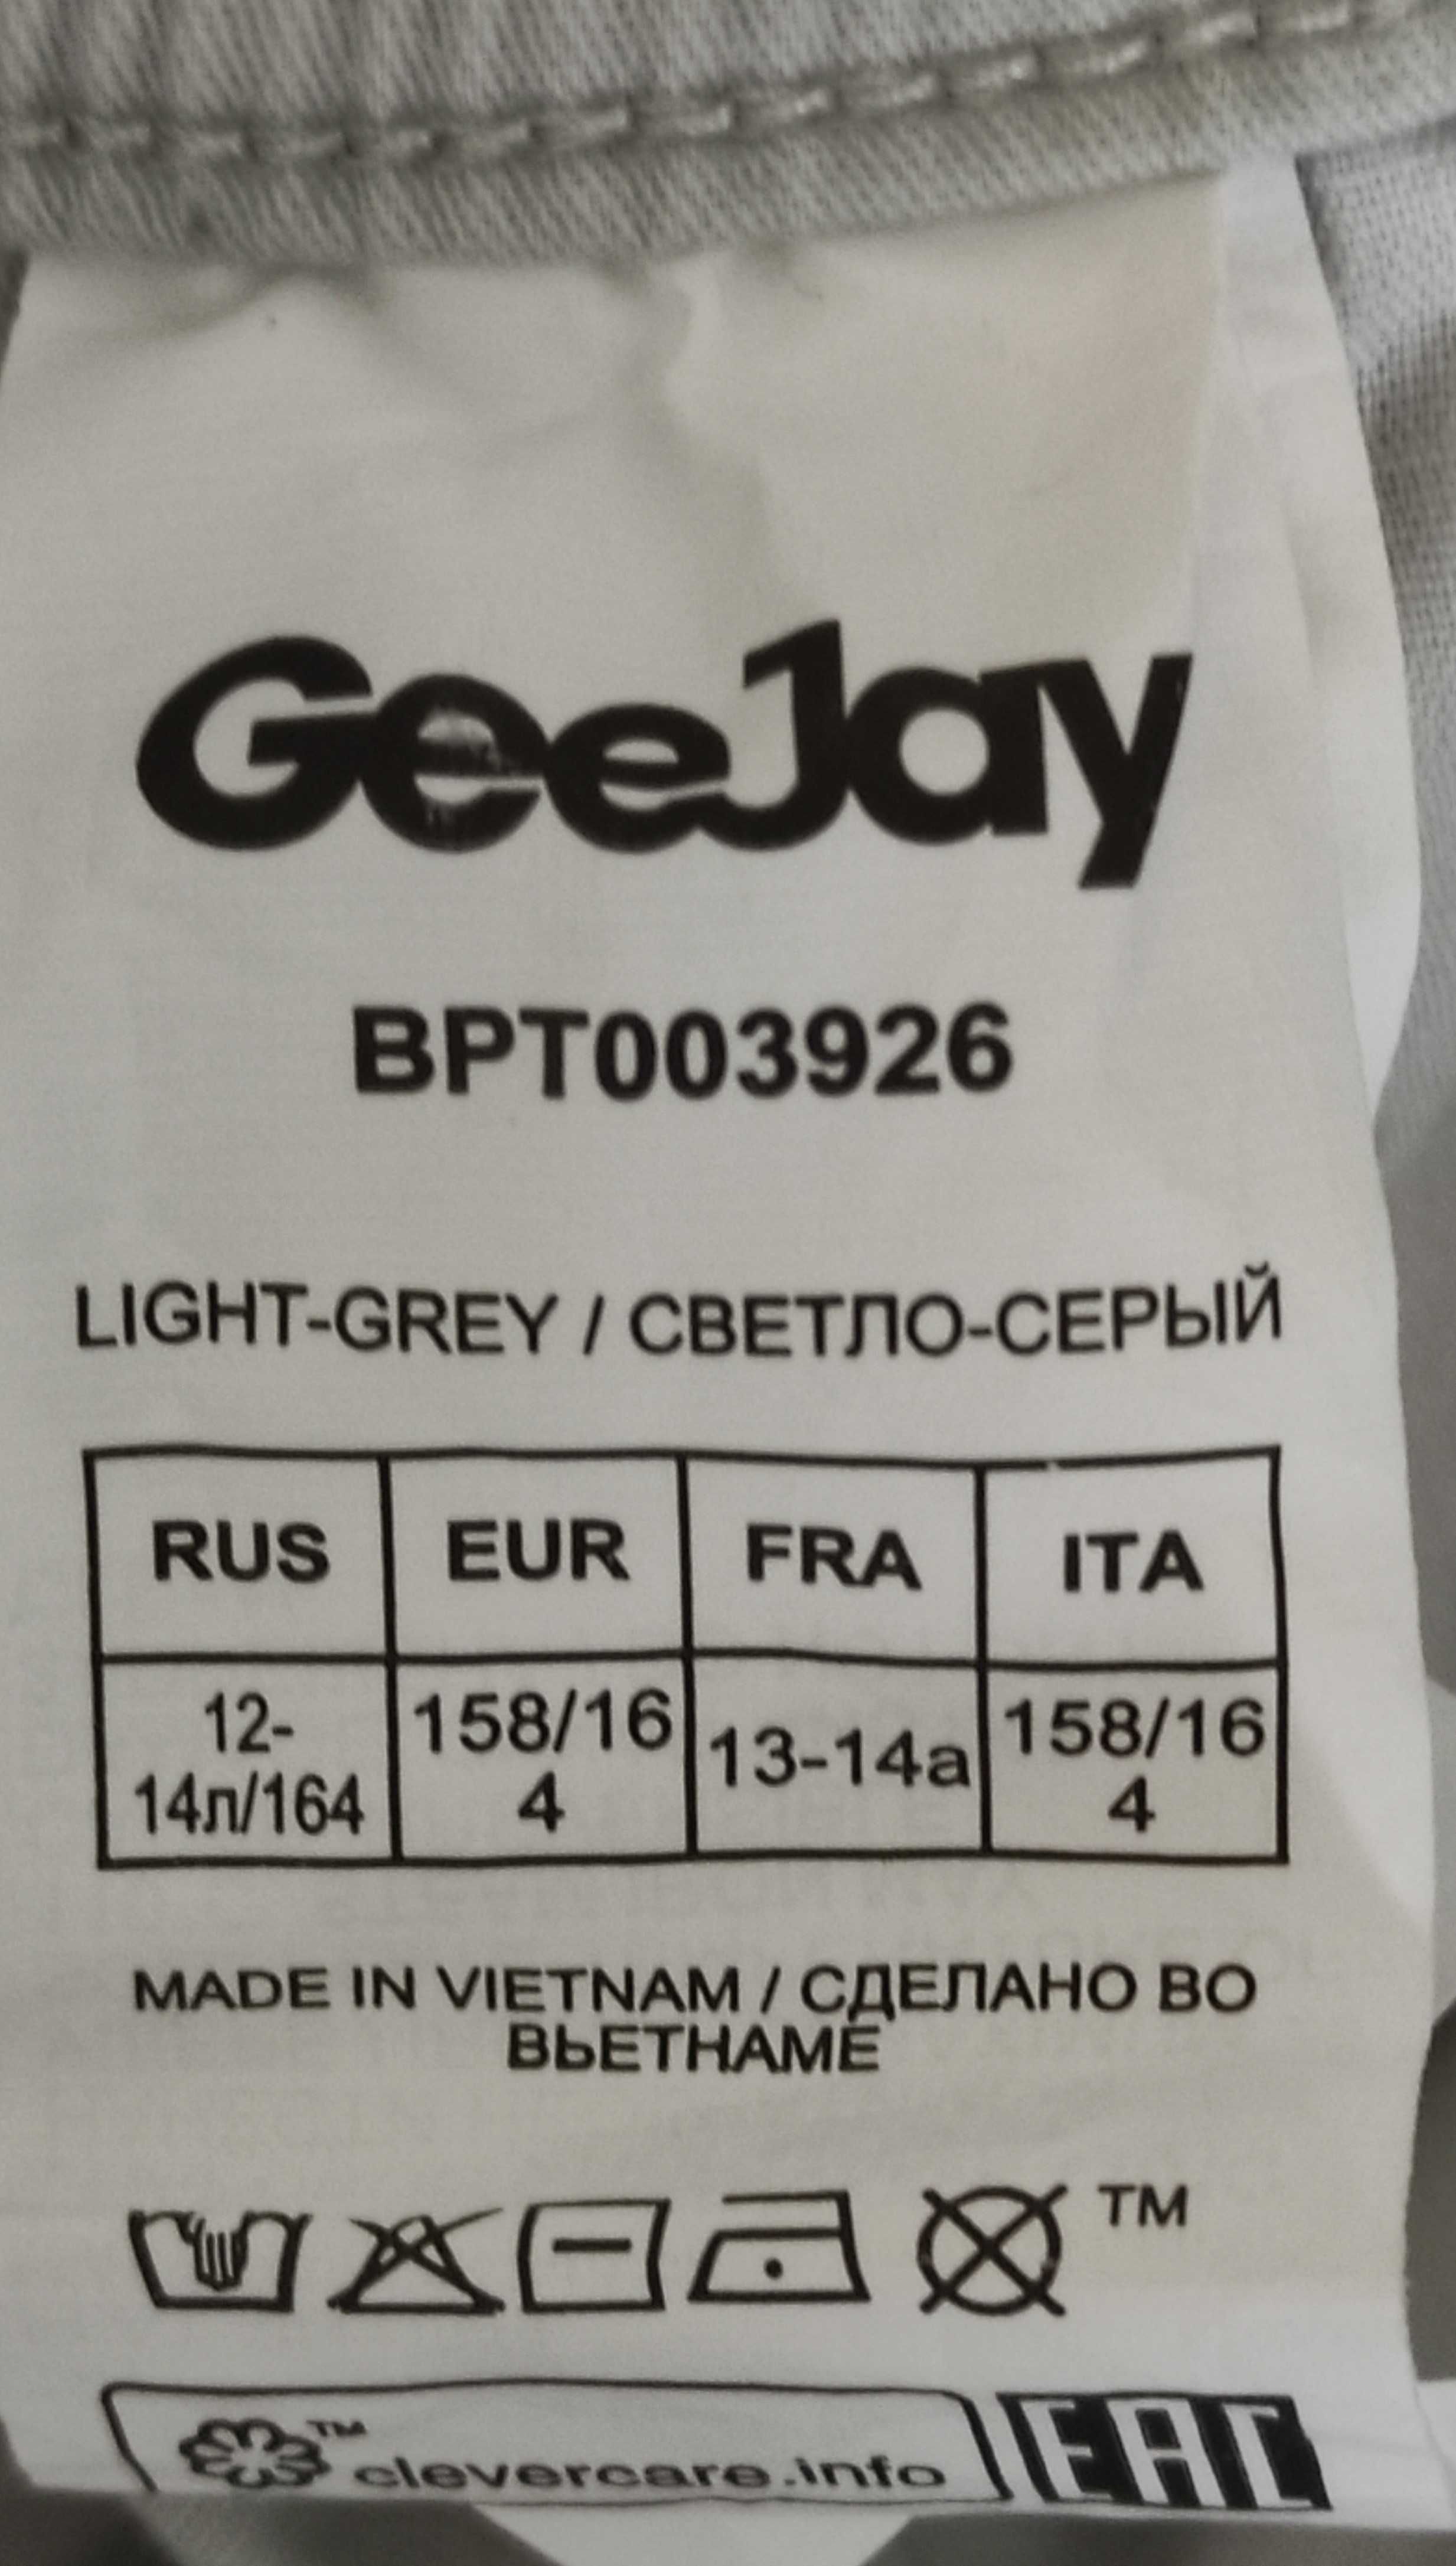 GeeJay
BPT003926
LIGHT-GREY / СВЕТЛО-СЕРЫЙ
RUS EUR FRA ITA
12- 158/16 13-14a 158/16
14л/164 4 4
MADE IN VIETNAM / СДЕЛАНО ВО
ВЬЕТНАМЕ
TM
TM clevercare.info EAC